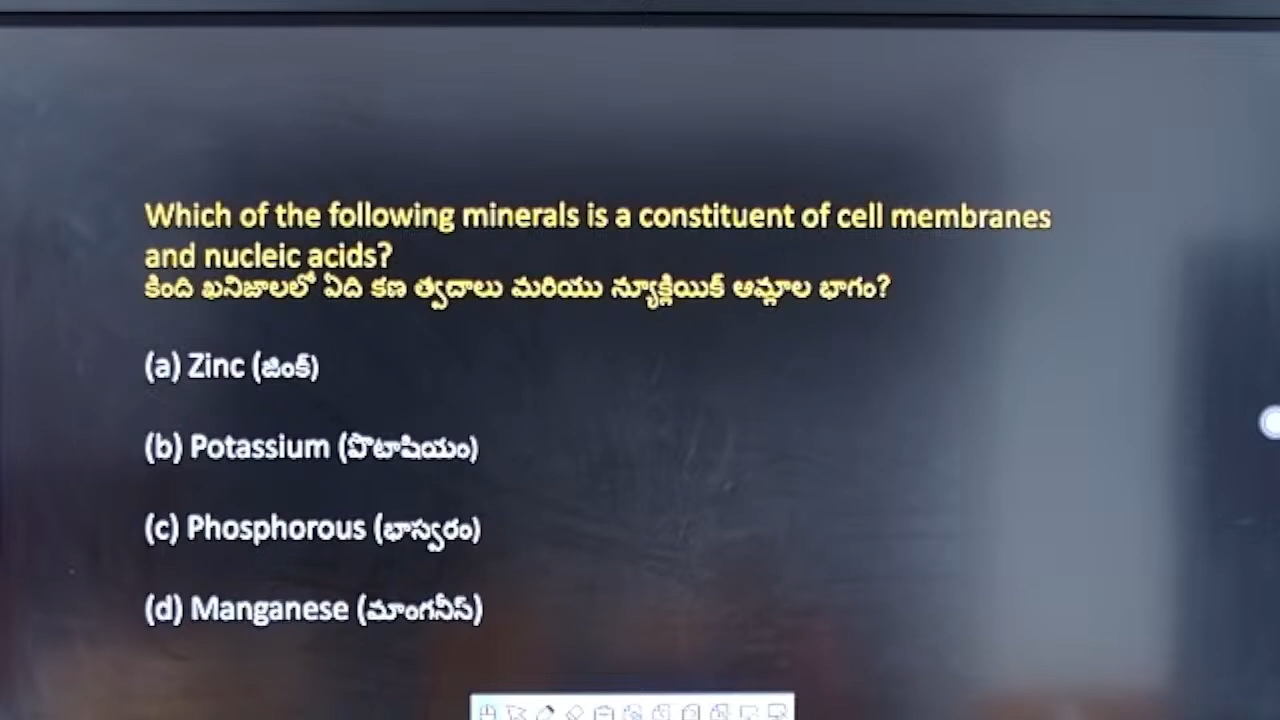 Which of the following minerals is a constituent of cell membranes
and nucleic acids?
కింది ఖనిజాలలో ఏది కణ త్వచాలు మరియు న్యూక్లియిక్ ఆమ్లాల భాగం?
(a) Zinc (జింక్)
(b) Potassium (పొటాషియం)
(c) Phosphorous (భాస్వరం)
(d) Manganese (మాంగనీస్)